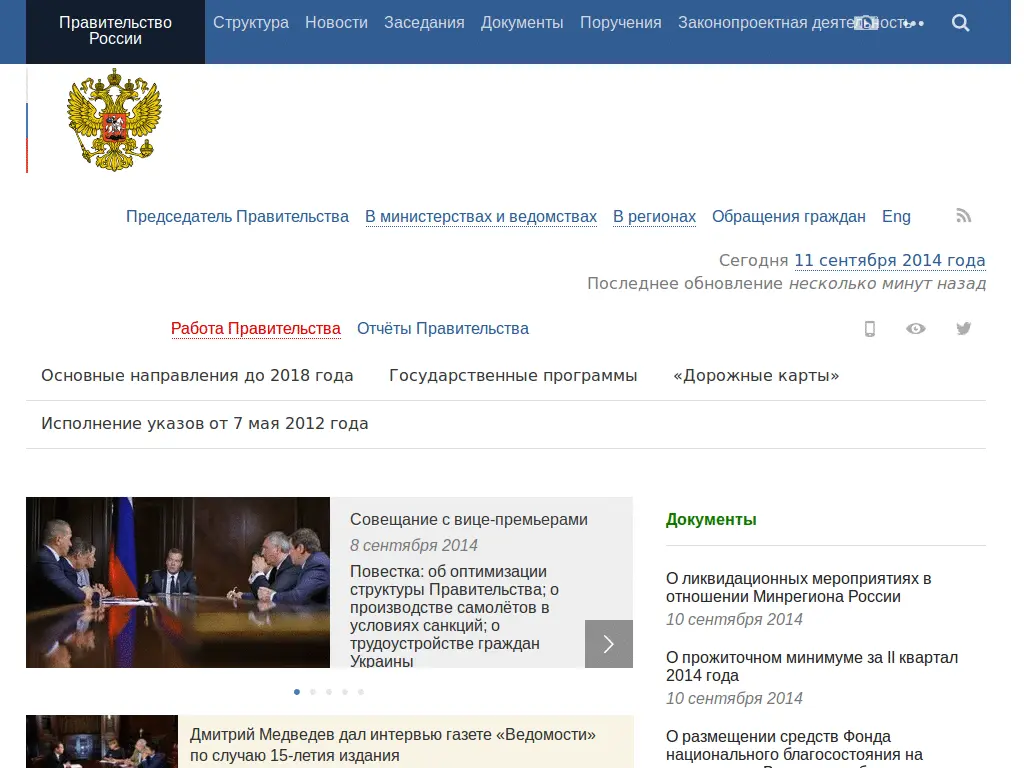 Правительство
России
Структура Новости Заседания Документы Поручения Законопроектная деятельность
Председатель Правительства В министерствах и ведомствах В регионах Обращения граждан Eng
Сегодня 11 сентября 2014 года
Последнее обновление несколько минут назад
Работа Правительства Отчёты Правительства
Основные направления до 2018 года Государственные программы «Дорожные карты»
Исполнение указов от 7 мая 2012 года
Совещание с вице-премьерами
8 сентября 2014
Повестка: об оптимизации
структуры Правительства; о
производстве самолётов в
условиях санкций; о
трудоустройстве граждан
Украины
Дмитрий Медведев дал интервью газете «Ведомости»
по случаю 15-летия издания
Документы
О ликвидационных мероприятиях в
отношении Минрегиона России
10 сентября 2014
О прожиточном минимуме за II квартал
2014 года
10 сентября 2014
О размещении средств Фонда
национального благосостояния на